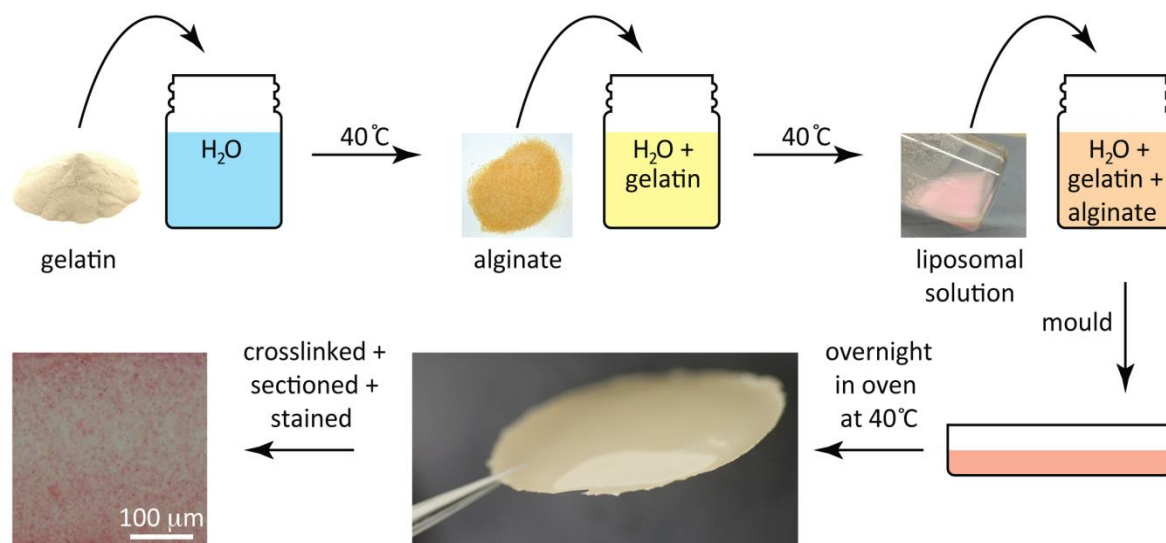 H₂O
40°C
gelatin
H₂O +
gelatin
40°C
alginate
H₂O +
gelatin +
alginate
liposomal
solution
mould
overnight
in oven
at 40°C
crosslinked +
sectioned +
stained
100 μm